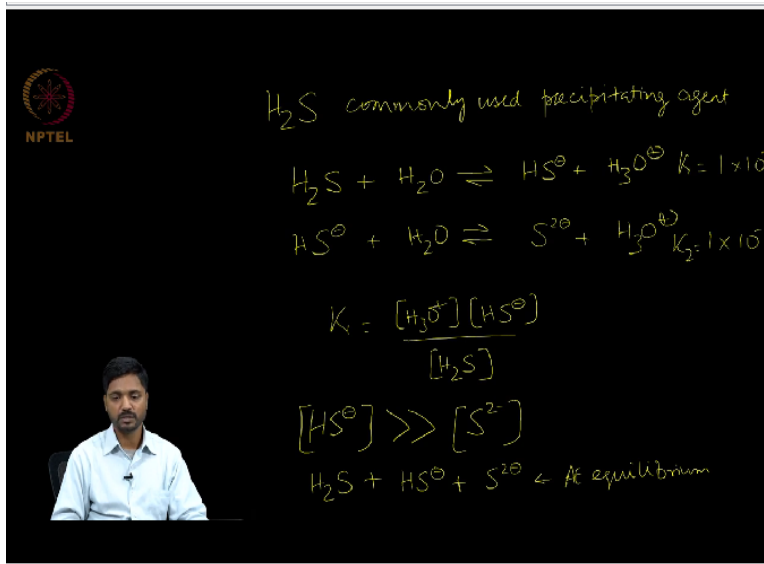 NPTEL
H₂S commonly used precipitating agent
H₂S + H₂O ⇌ HS⊖ + H₃O⊕ K = 1 × 10⁻
HS⊖ + H₂O ⇌ S²⊖ + H₃O⊕ K₂ = 1 × 10⁻
K = [H₃O⁺][HS⊖] / [H₂S]
[HS⊖] >> [S²⁻]
H₂S + HS⊖ + S²⊖ ← At equilibrium